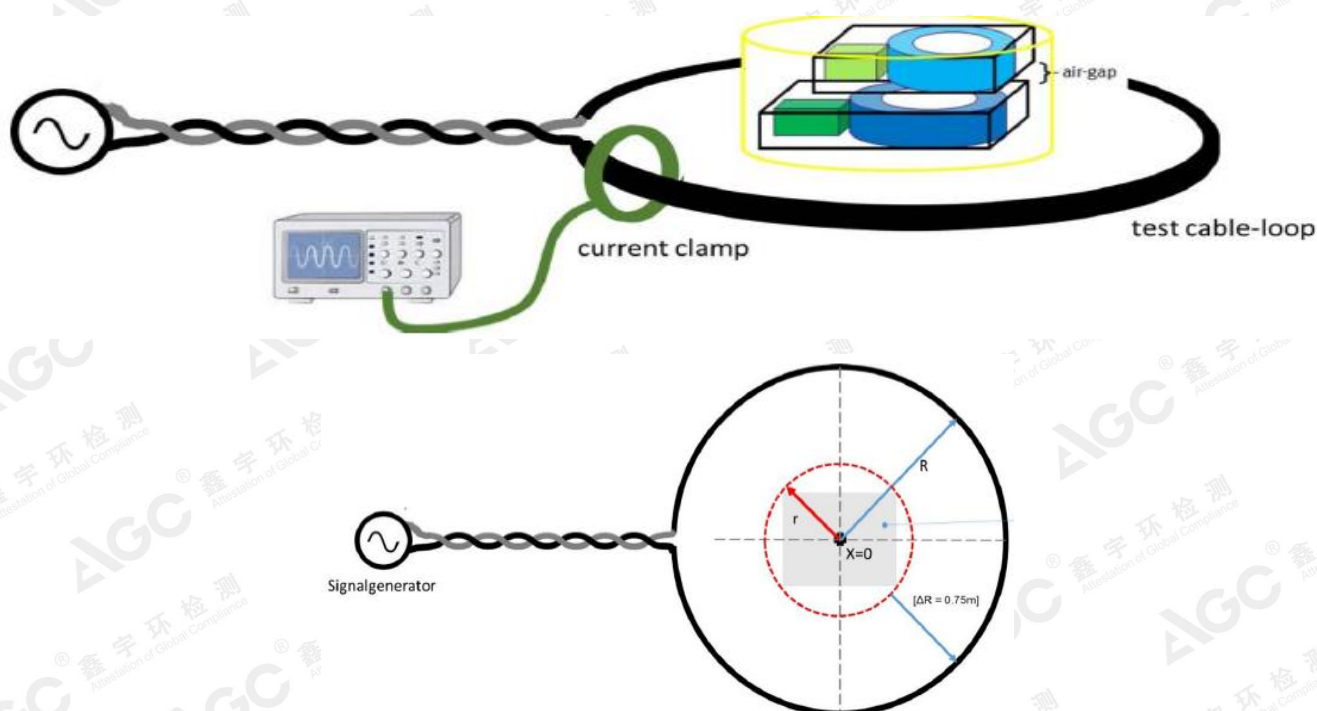 air-gap
test cable-loop
current clamp
AGC® 鑫宇环检测
Attestation of Global Compliance
R
r
X=0
Signalgenerator
[ΔR = 0.75m]